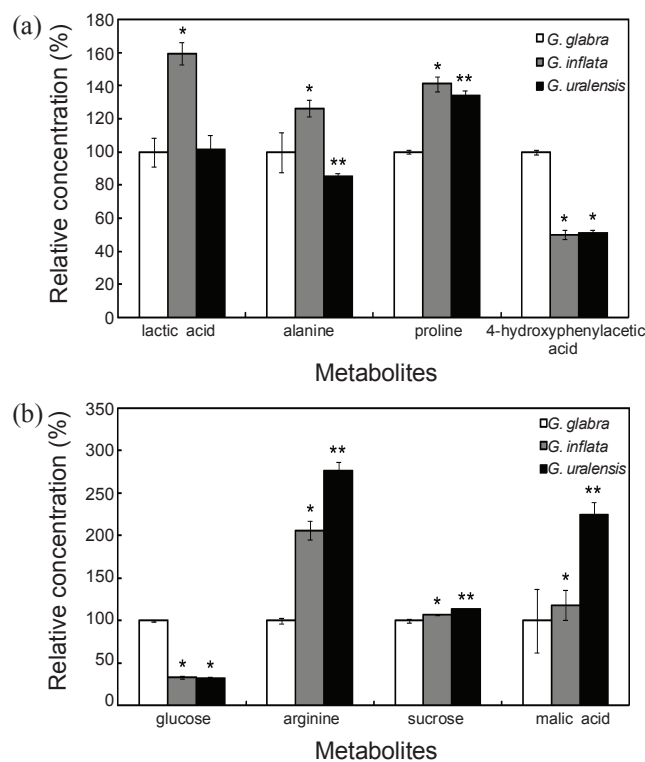 (a)
Relative concentration (%)
180
160
140
120
100
80
60
40
20
0
G. glabra
G. inflata
G. uralensis
*
*
**
*
**
*
*
lactic acid
alanine
proline
4-hydroxyphenylacetic
acid
Metabolites
(b)
Relative concentration (%)
350
300
250
200
150
100
50
0
G. glabra
G. inflata
G. uralensis
*
*
*
**
*
**
*
**
glucose
arginine
sucrose
malic acid
Metabolites